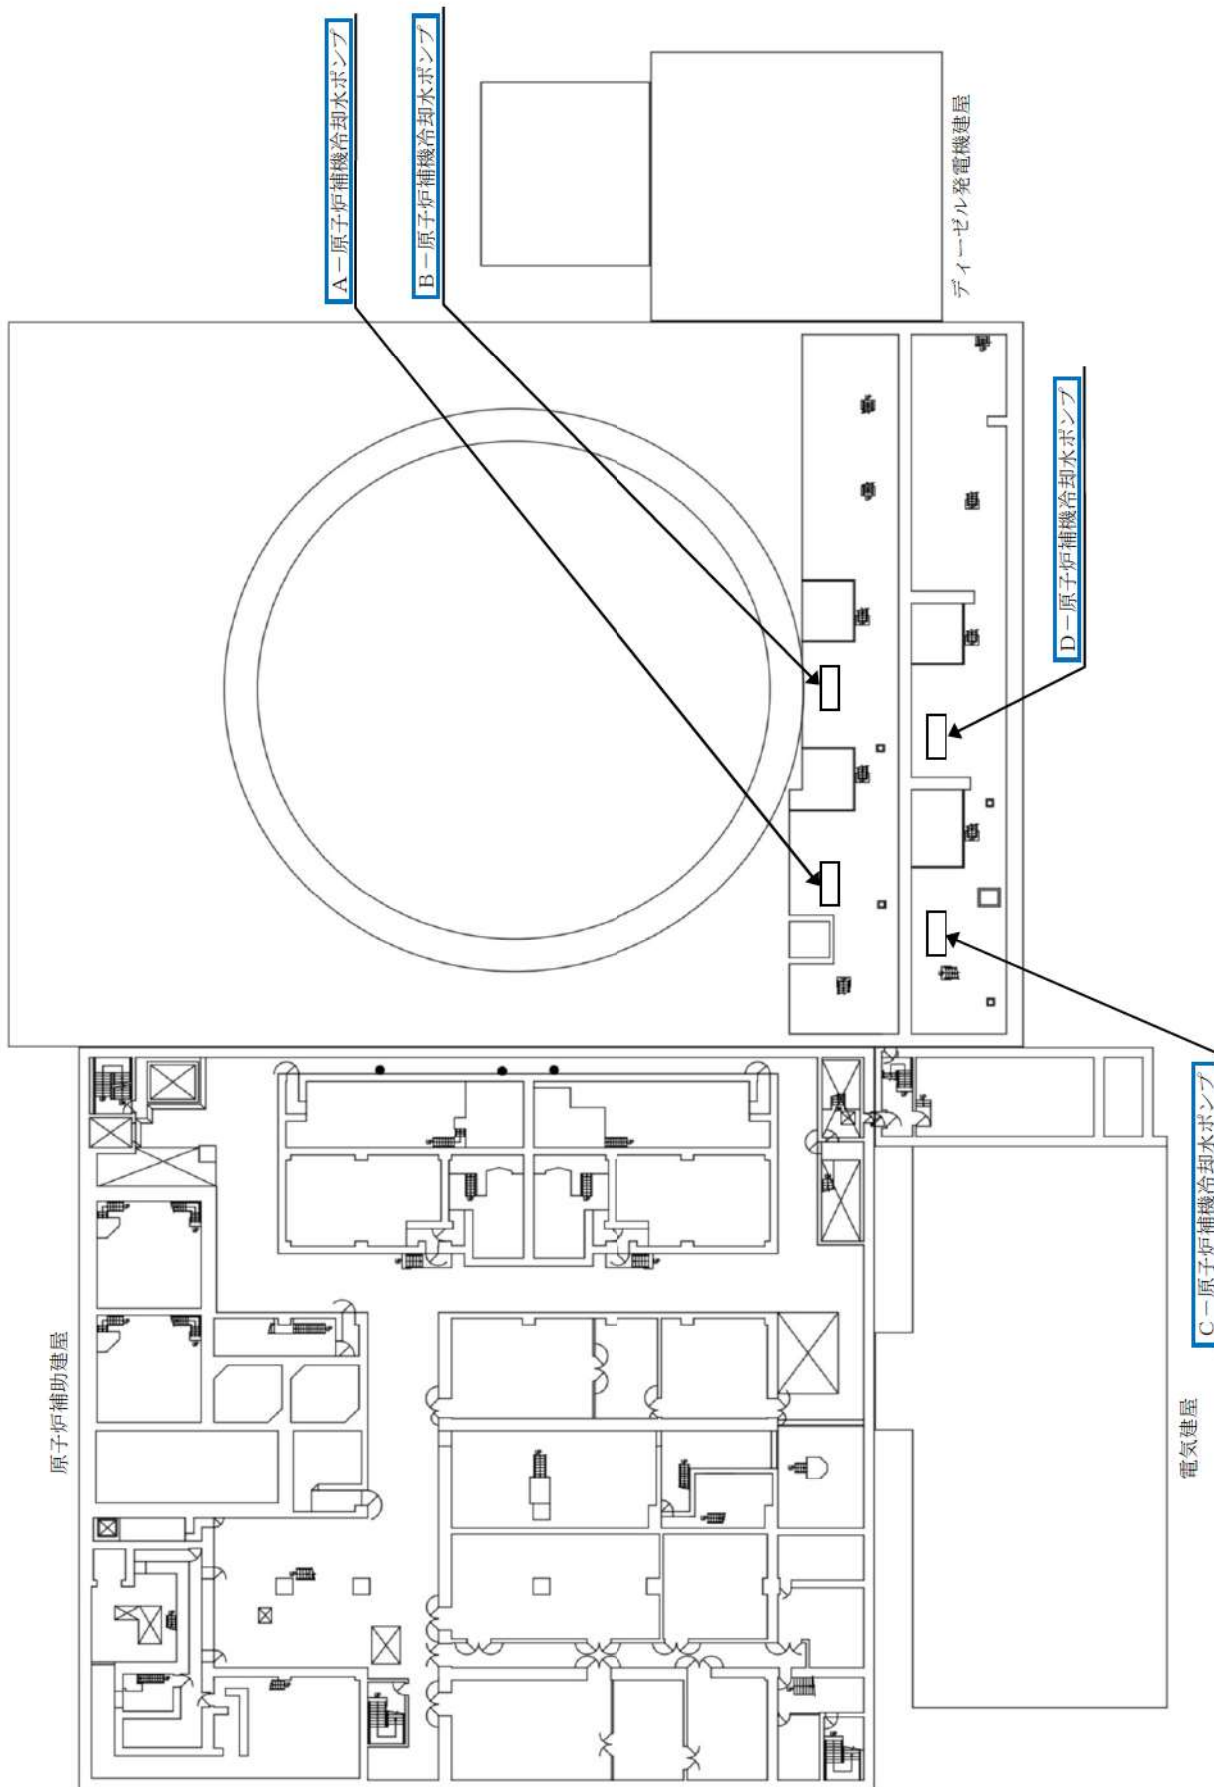 A－原子炉補機冷却水ポンプ
B－原子炉補機冷却水ポンプ
ディーゼル発電機建屋
D－原子炉補機冷却水ポンプ
C－原子炉補機冷却水ポンプ
原子炉補助建屋
電気建屋